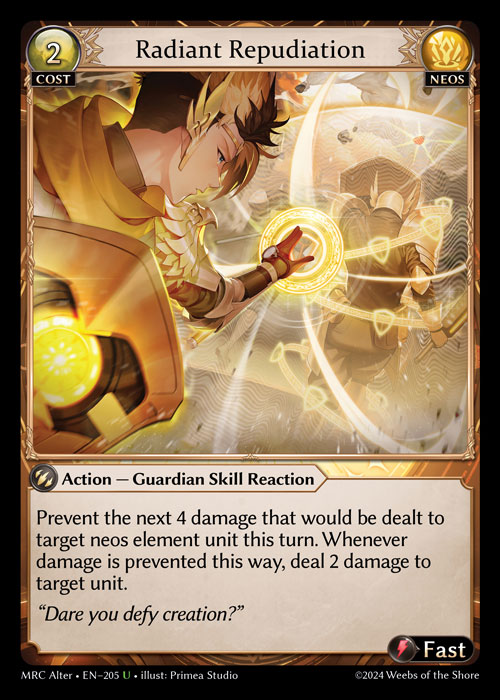 2
COST
Radiant Repudiation
NEOS
Action — Guardian Skill Reaction
Prevent the next 4 damage that would be dealt to
target neos element unit this turn. Whenever
damage is prevented this way, deal 2 damage to
target unit.
“Dare you defy creation?”
Fast
MRC Alter • EN–205 U • illust: Primea Studio
©2024 Weebs of the Shore